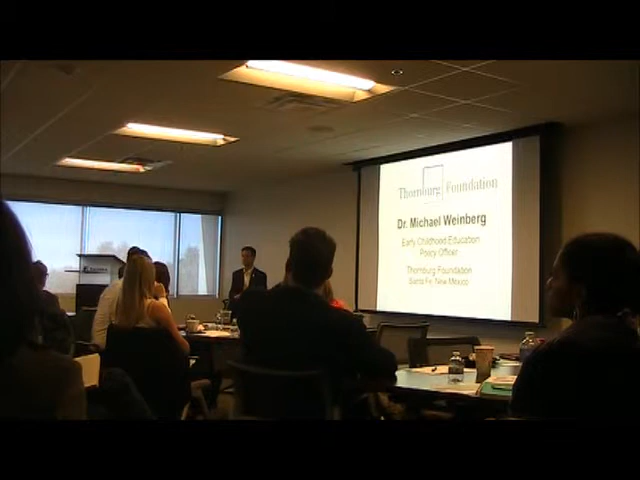 Thornburg Foundation
Dr. Michael Weinberg
Early Childhood Education
Policy Officer
Thornburg Foundation
Santa Fe, New Mexico